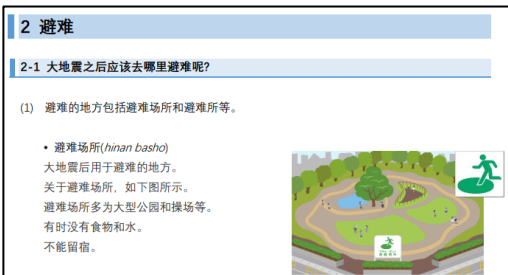 2 避难
2-1 大地震之后应该去哪里避难呢?
(1) 避难的地方包括避难场所和避难所等。
• 避难场所(hinan basho)
大地震后用于避难的地方。
关于避难场所，如下图所示。
避难场所多为大型公园和操场等。
有时没有食物和水。
不能留宿。